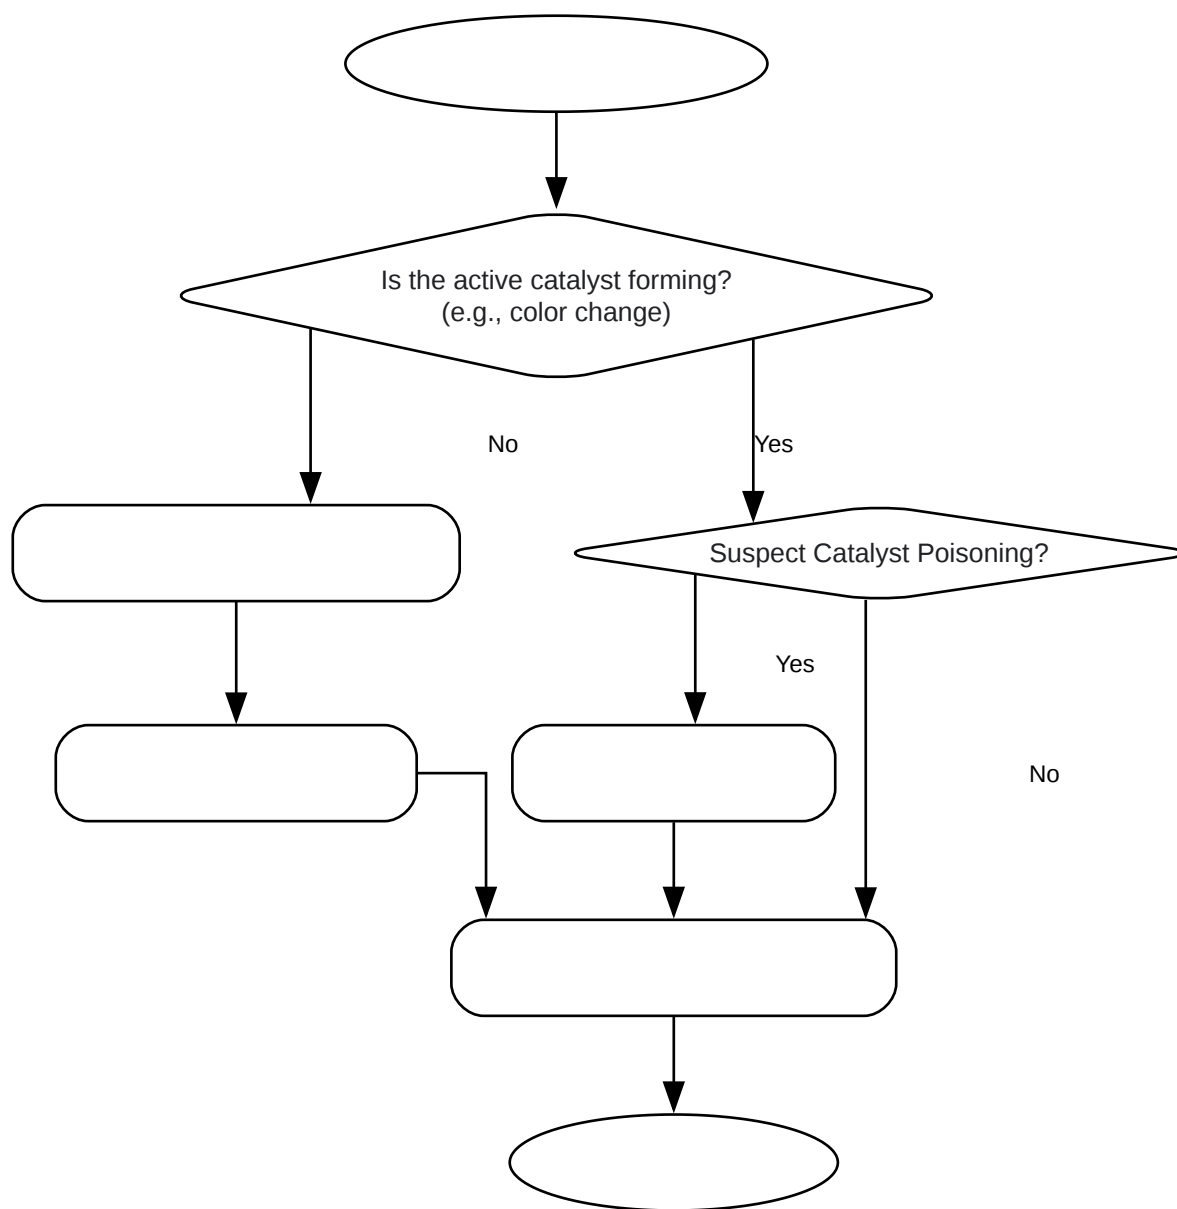 Is the active catalyst forming?
(e.g., color change)
No
Yes
Suspect Catalyst Poisoning?
Yes
No